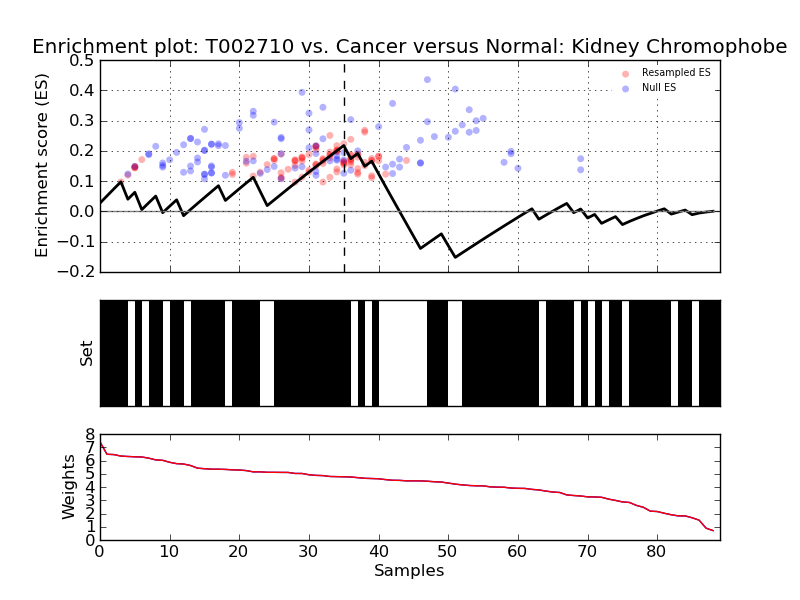 Enrichment plot: T002710 vs. Cancer versus Normal: Kidney Chromophobe
Enrichment score (ES)
0.5
0.4
0.3
0.2
0.1
0.0
−0.1
−0.2
Resampled ES
Null ES
Set
Weights
8
7
6
5
4
3
2
1
0
0 10 20 30 40 50 60 70 80
Samples